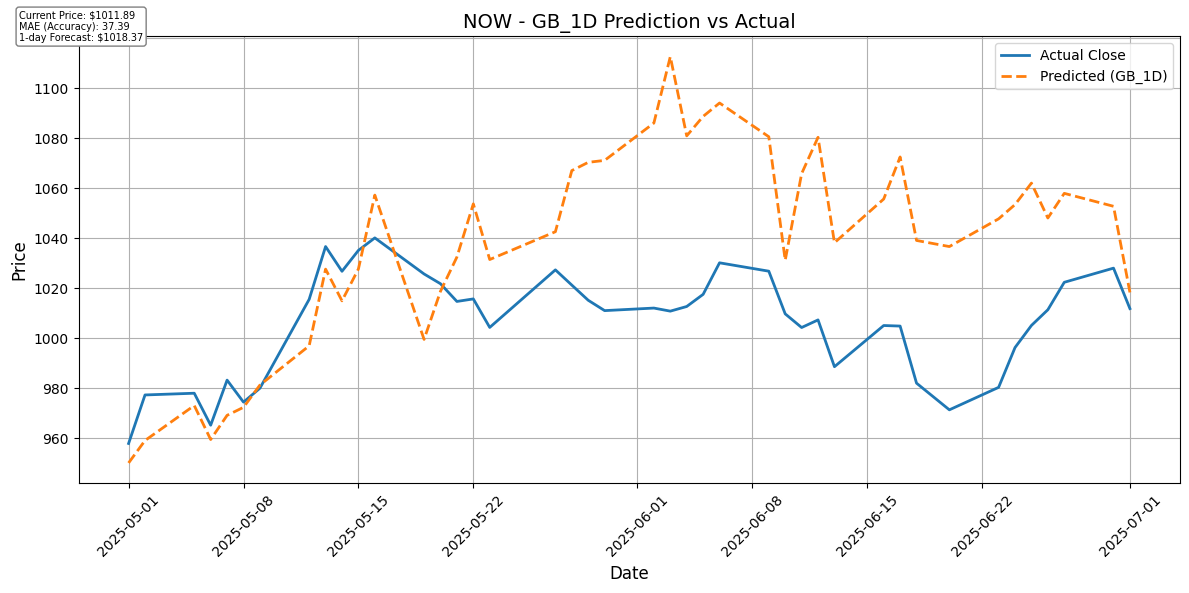 NOW - GB_1D Prediction vs Actual
Current Price: $1011.89
MAE (Accuracy): 37.39
1-day Forecast: $1018.37
Actual Close
Predicted (GB_1D)
Price
1100
1080
1060
1040
1020
1000
980
960
2025-05-01
2025-05-08
2025-05-15
2025-05-22
2025-06-01
2025-06-08
2025-06-15
2025-06-22
2025-07-01
Date